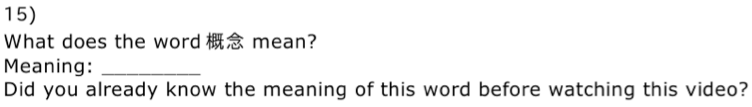 15)
What does the word 概念 mean?
Meaning: _________
Did you already know the meaning of this word before watching this video?